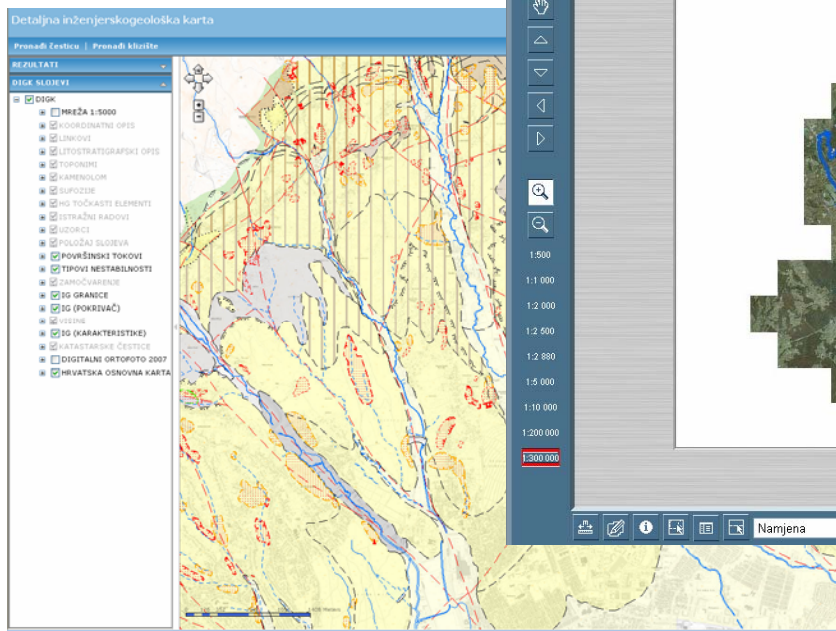 Detaljna inženjerskogeološka karta
Pronađi česticu | Pronađi klizište
REZULTATI
DIGK SLOJEVI
DIGK
MREŽA 1:5000
KOORDINATNI OPIS
LINKOVI
LITOSTRATIGRAFSKI OPIS
TOPONIMI
KAMENOLOM
SUFOZIJE
HG TOČKASTI ELEMENTI
ISTRAŽNI RADOVI
UZORCI
POLOŽAJ SLOJEVA
POVRŠINSKI TOKOVI
TIPOVI NESTABILNOSTI
ZAMOČVARENJE
IG GRANICE
IG (POKRIVAČ)
VISINE
IG (KARAKTERISTIKE)
KATASTARSKE ČESTICE
DIGITALNI ORTOFOTO 2007
HRVATSKA OSNOVNA KARTA
1:500
1:1 000
1:2 000
1:2 500
1:2 880
1:5 000
1:10 000
1:200 000
1:300 000
Namjena